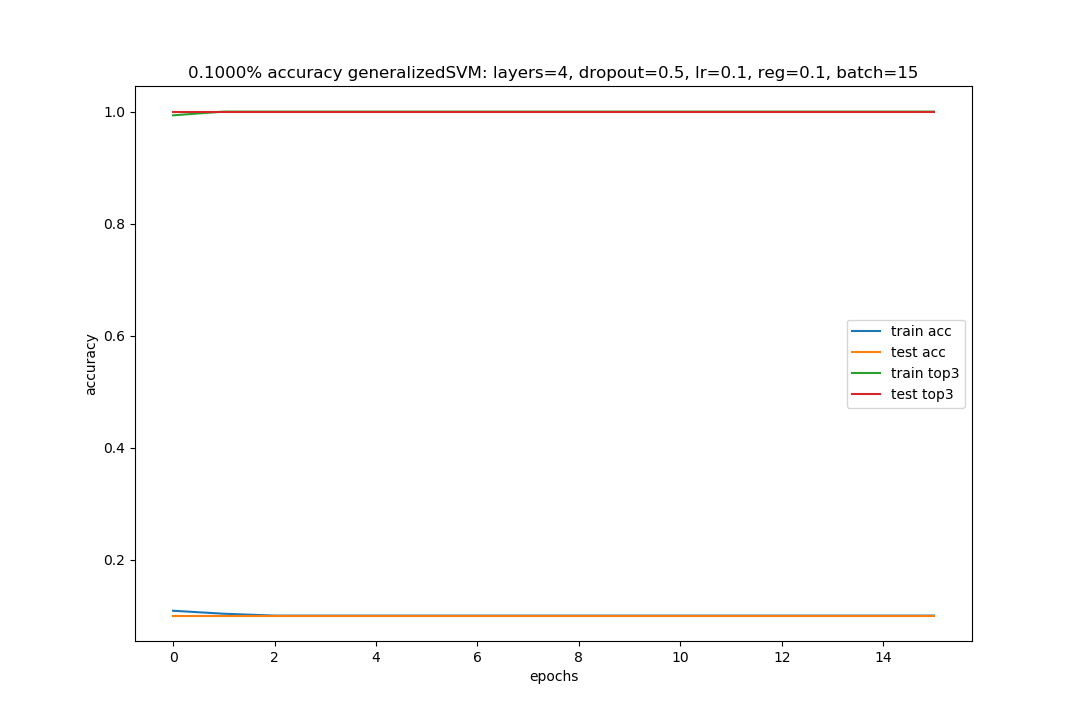 0.1000% accuracy generalizedSVM: layers=4, dropout=0.5, lr=0.1, reg=0.1, batch=15
1.0
0.8
0.6
0.4
0.2
accuracy
train acc
test acc
train top3
test top3
0 2 4 6 8 10 12 14
epochs